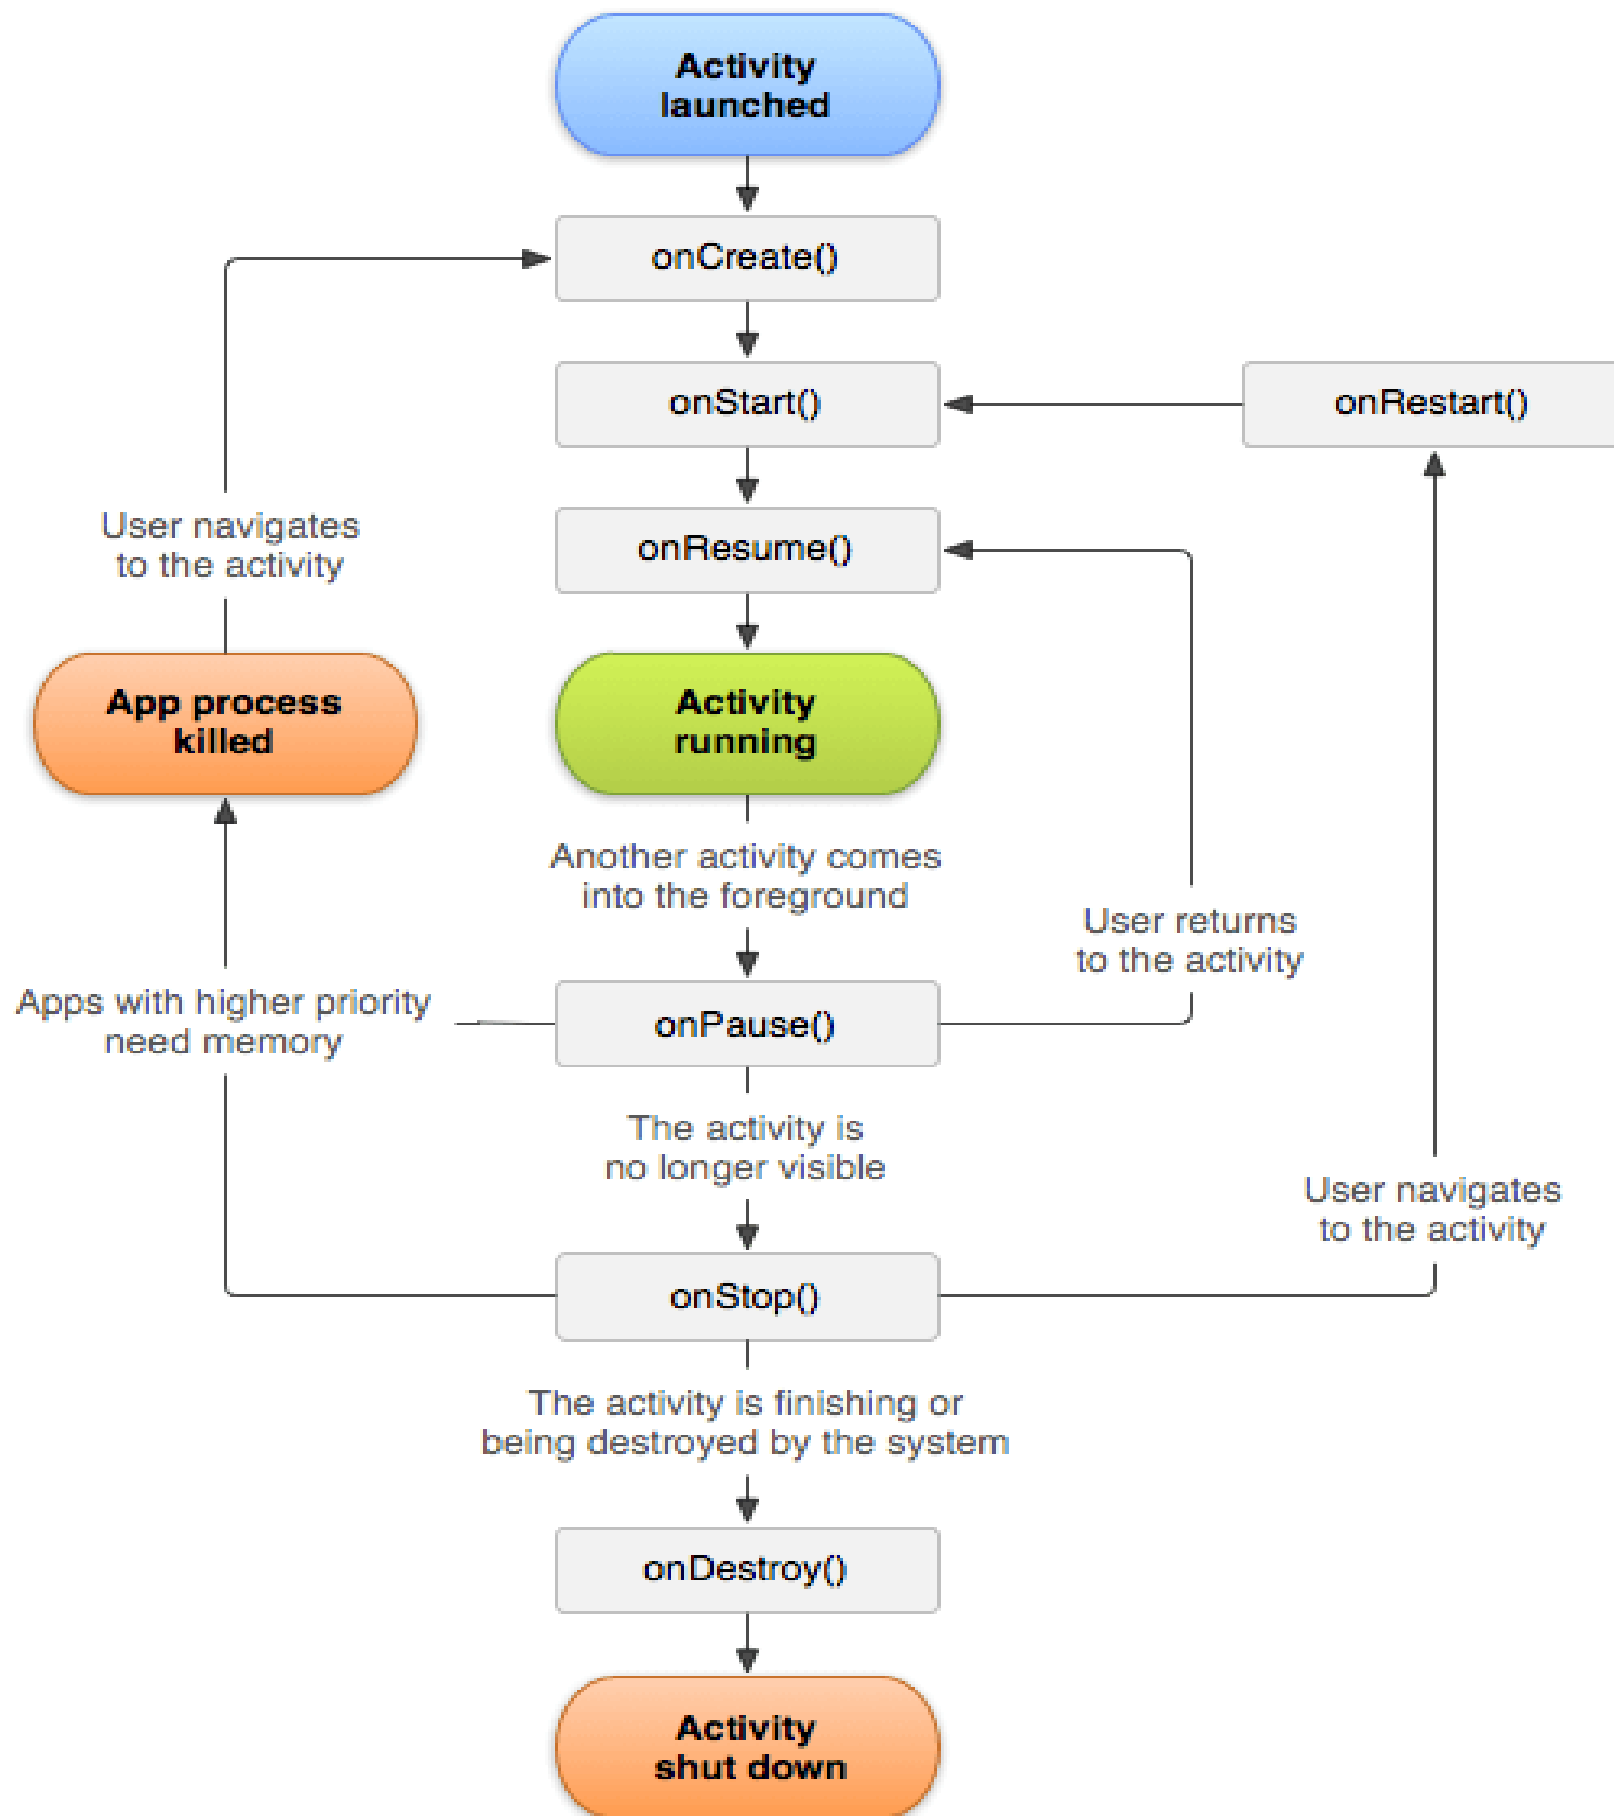 Activity
launched
onCreate()
onStart()
onRestart()
User navigates
to the activity
onResume()
App process
killed
Activity
running
Another activity comes
into the foreground
User returns
to the activity
Apps with higher priority
need memory
onPause()
The activity is
no longer visible
User navigates
to the activity
onStop()
The activity is finishing or
being destroyed by the system
onDestroy()
Activity
shut down